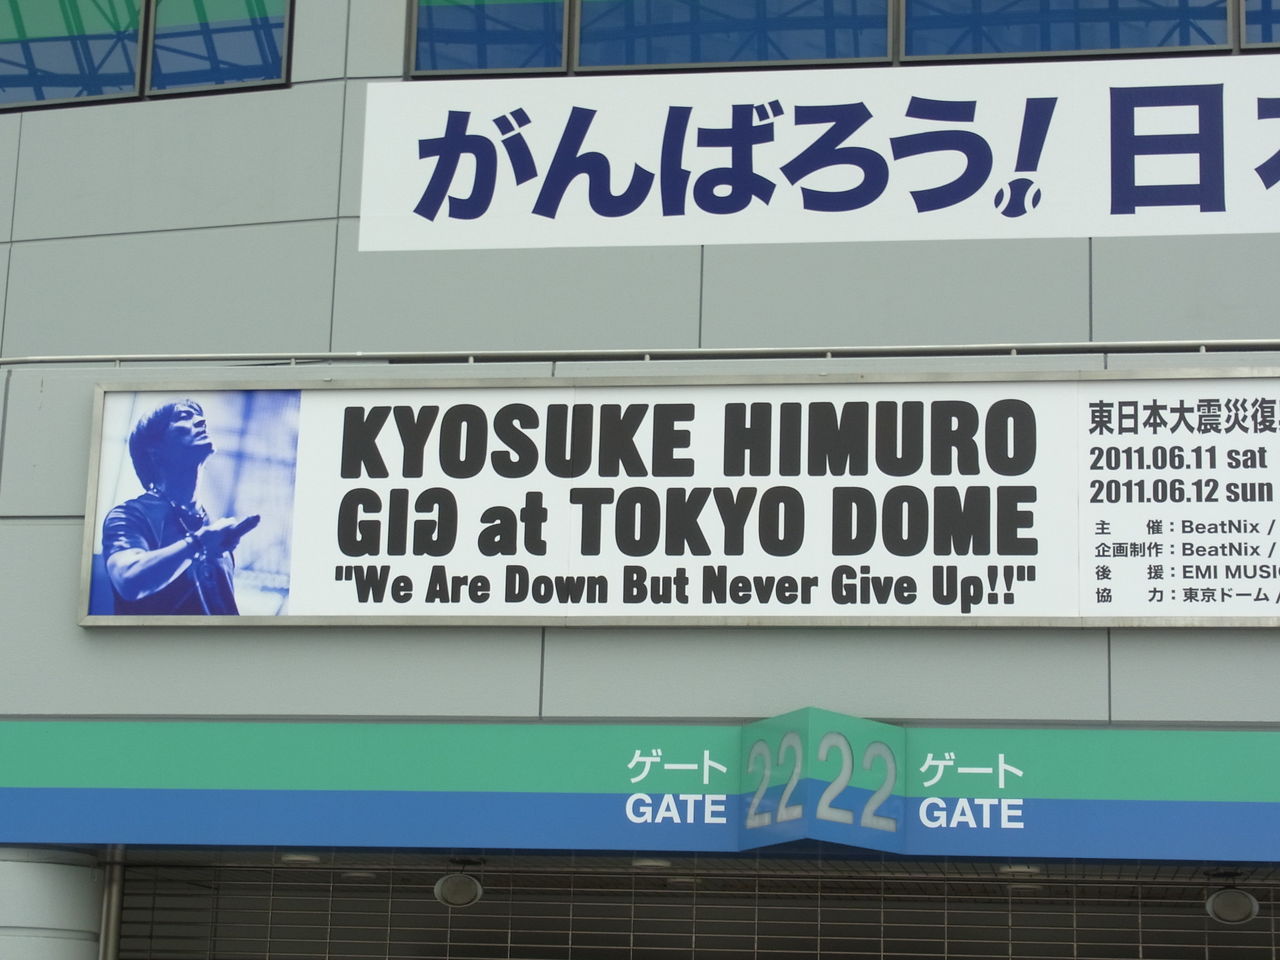 がんばろう!日本
KYOSUKE HIMURO
GIG at TOKYO DOME
"We Are Down But Never Give Up!!"
東日本大震災復
2011.06.11 sat
2011.06.12 sun
主 催：BeatNix /
企画制作：BeatNix /
後 援：EMI MUSIC
協 力：東京ドーム /
ゲート 22 22 ゲート
GATE GATE